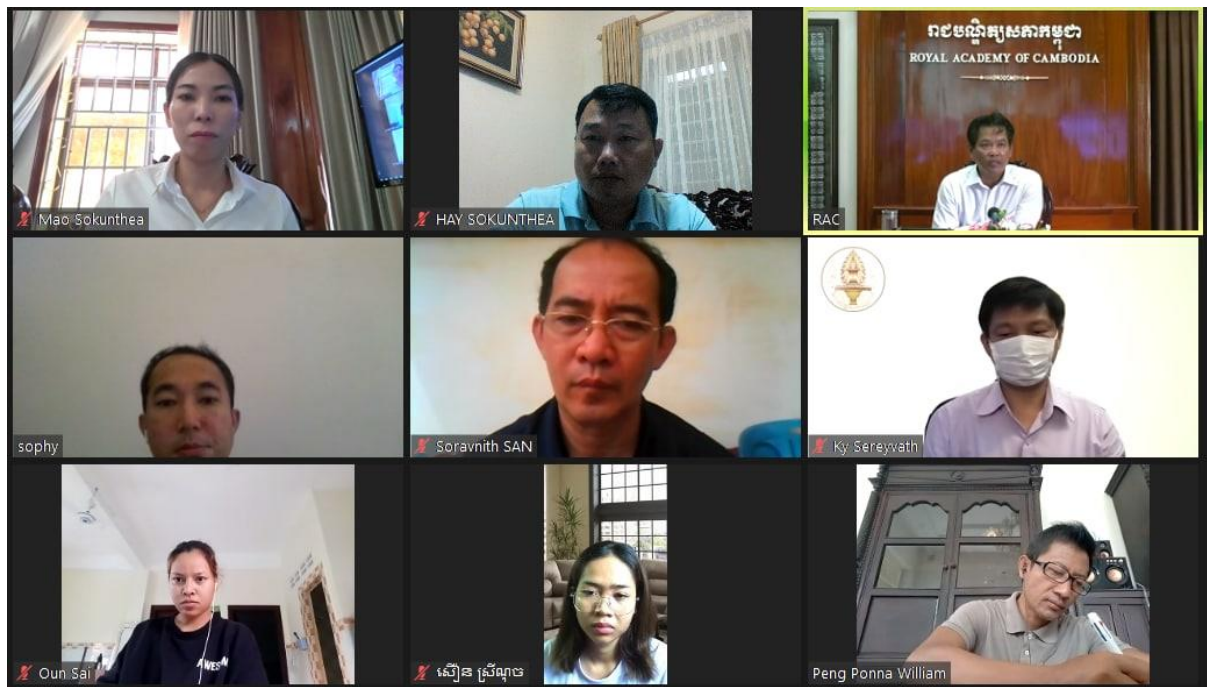 Mao Sokunthea
HAY SOKUNTHEA
រាជបណ្ឌិត្យសភាកម្ពុជា
ROYAL ACADEMY OF CAMBODIA
RAC
sophy
Soravnith SAN
Ky Sereyvath
Oun Sai
AWES
សឿន ស្រីណុច
Peng Ponna William